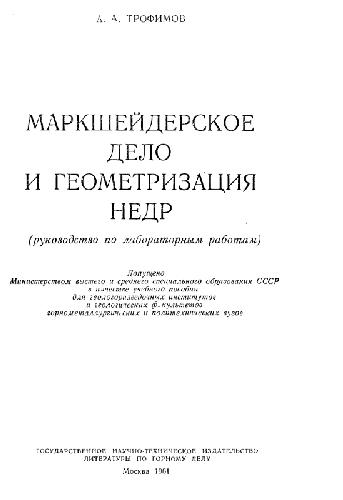 А. А. ТРОФИМОВ
МАРКШЕЙДЕРСКОЕ
ДЕЛО
И ГЕОМЕТРИЗАЦИЯ
НЕДР
(руководство по лабораторным работам)
Допущено
Министерством высшего и среднего специального образования СССР
в качестве учебного пособия
для геологоразведочных институтов
и геологических факультетов
горнометаллургических и политехнических вузов
ГОСУДАРСТВЕННОЕ НАУЧНО-ТЕХНИЧЕСКОЕ ИЗДАТЕЛЬСТВО
ЛИТЕРАТУРЫ ПО ГОРНОМУ ДЕЛУ
Москва 1961